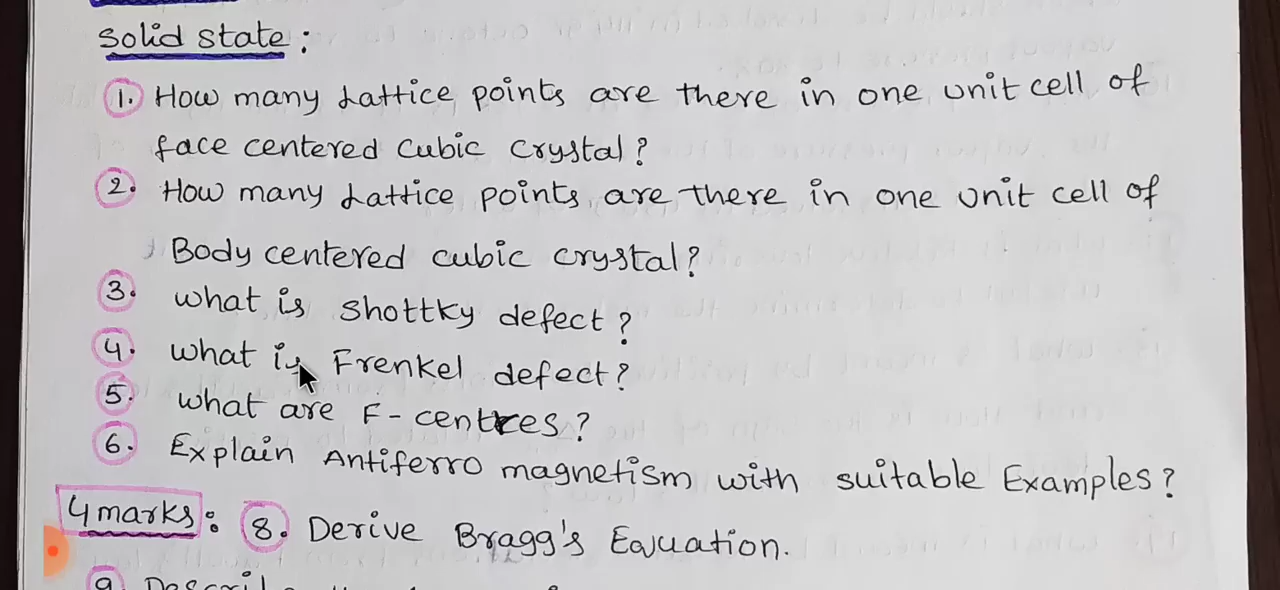 Solid State:
1. How many Lattice points are there in one unit cell of
face centered cubic crystal?
2. How many Lattice points are there in one unit cell of
Body centered cubic crystal?
3. what is shottky defect?
4. what is Frenkel defect?
5. what are F-centres?
6. Explain Antiferro magnetism with suitable Examples?
4 marks: 8. Derive Bragg's Equation.
9.